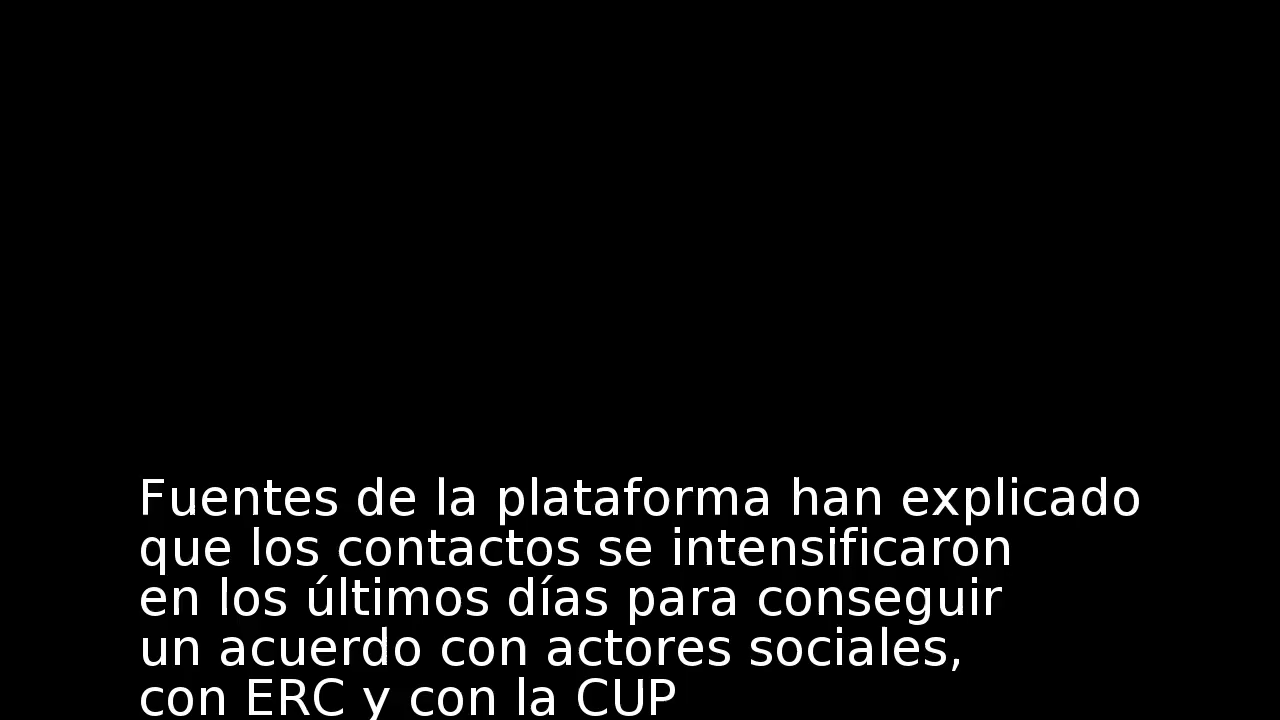 Fuentes de la plataforma han explicado
que los contactos se intensificaron
en los últimos días para conseguir
un acuerdo con actores sociales,
con ERC y con la CUP